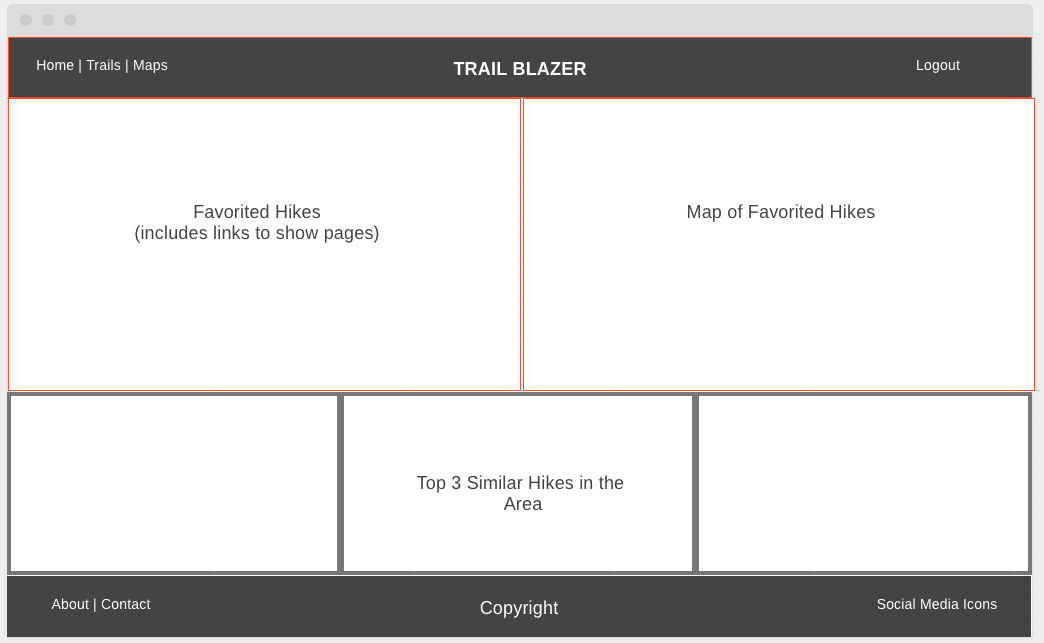 Home | Trails | Maps
TRAIL BLAZER
Logout
Favorited Hikes
(includes links to show pages)
Map of Favorited Hikes
Top 3 Similar Hikes in the
Area
About | Contact
Copyright
Social Media Icons